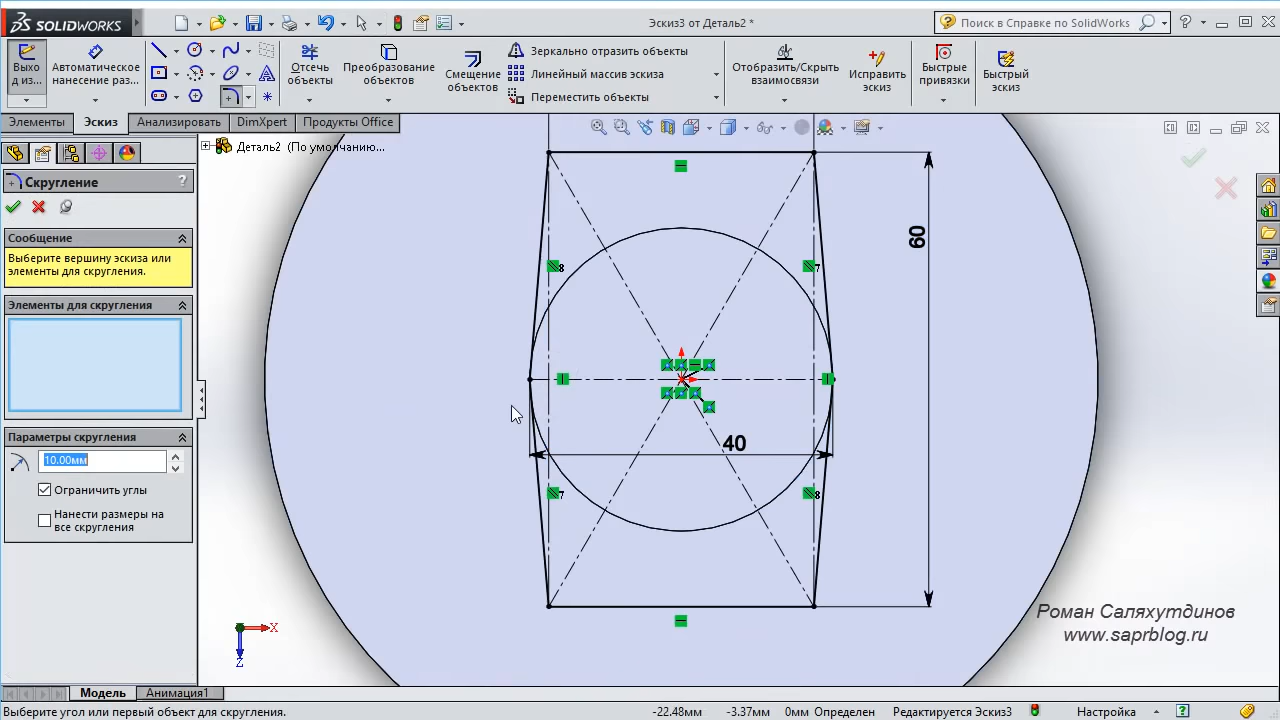 SOLIDWORKS
Эскиз3 от Деталь2 *
Поиск в Справке по SolidWorks
?
Выхо
д из...
Автоматическое
нанесение раз...
Отсечь
объекты
Преобразование
объектов
Смещение
объектов
Зеркально отразить объекты
Линейный массив эскиза
Переместить объекты
Отобразить/Скрыть
взаимосвязи
Исправить
эскиз
Быстрые
привязки
Быстрый
эскиз
Элементы
Эскиз
Анализировать
DimXpert
Продукты Office
Деталь2 (По умолчанию...
Скругление
?
Сообщение
Выберите вершину эскиза или
элементы для скругления.
Элементы для скругления
Параметры скругления
10.00мм
Ограничить углы
Нанести размеры на
все скругления
8
7
60
40
7
8
X
Z
Роман Саляхутдинов
www.saprblog.ru
Модель
Анимация1
Выберите угол или первый объект для скругления.
-22.48мм
-3.37мм
0мм
Определен
Редактируется Эскиз3
Настройка
?